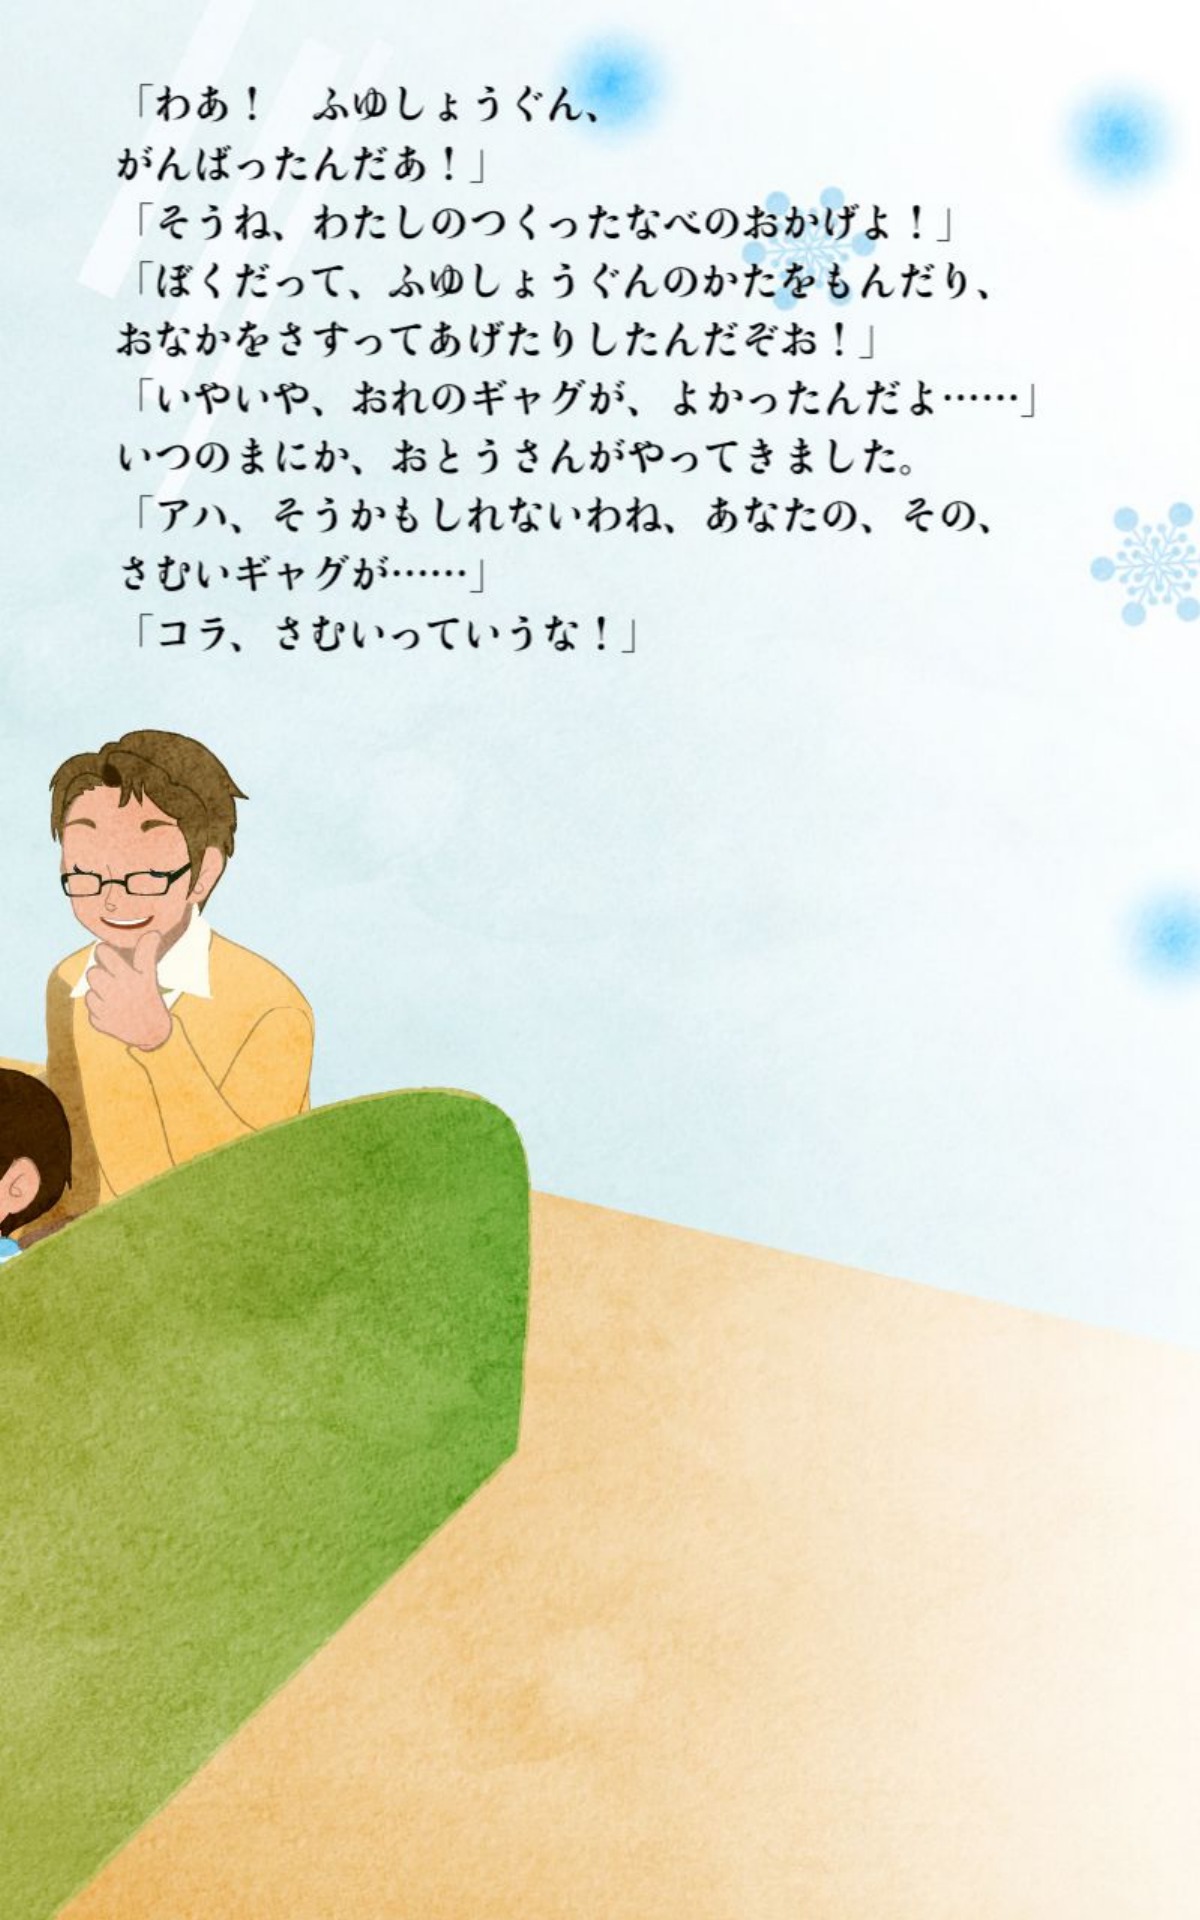 「わあ！　ふゆしょうぐん、
がんばったんだあ！」
「そうね、わたしのつくったなべのおかげよ！」
「ぼくだって、ふゆしょうぐんのかたをもんだり、
おなかをさすってあげたりしたんだぞお！」
「いやいや、おれのギャグが、よかったんだよ……」
いつのまにか、おとうさんがやってきました。
「アハ、そうかもしれないわね、あなたの、その、
さむいギャグが……」
「コラ、さむいっていうな！」